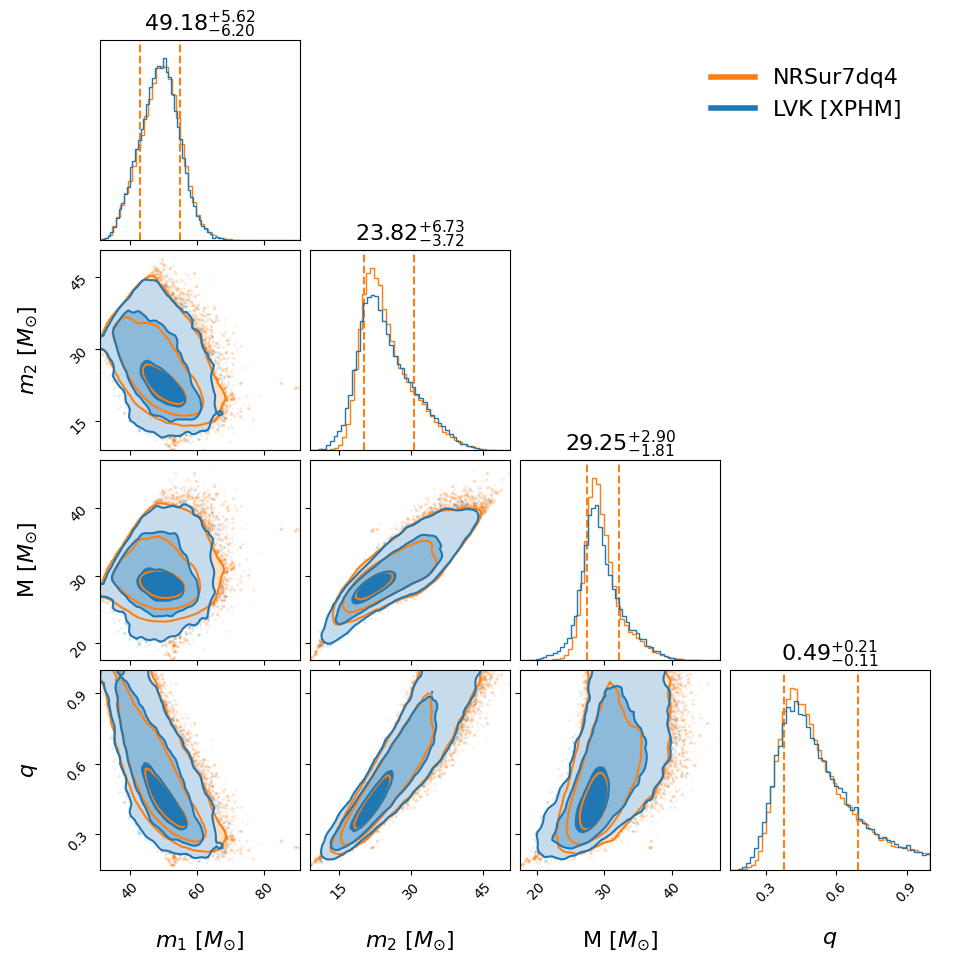 49.18$^{+5.62}_{-6.20}$
NRSur7dq4
LVK [XPHM]
23.82$^{+6.73}_{-3.72}$
45
30
15
$m_2$ [$M_\odot$]
29.25$^{+2.90}_{-1.81}$
40
30
20
M [$M_\odot$]
0.49$^{+0.21}_{-0.11}$
0.9
0.6
0.3
$q$
40 60 80 15 30 45 20 30 40 0.3 0.6 0.9
$m_1$ [$M_\odot$] $m_2$ [$M_\odot$] M [$M_\odot$] $q$